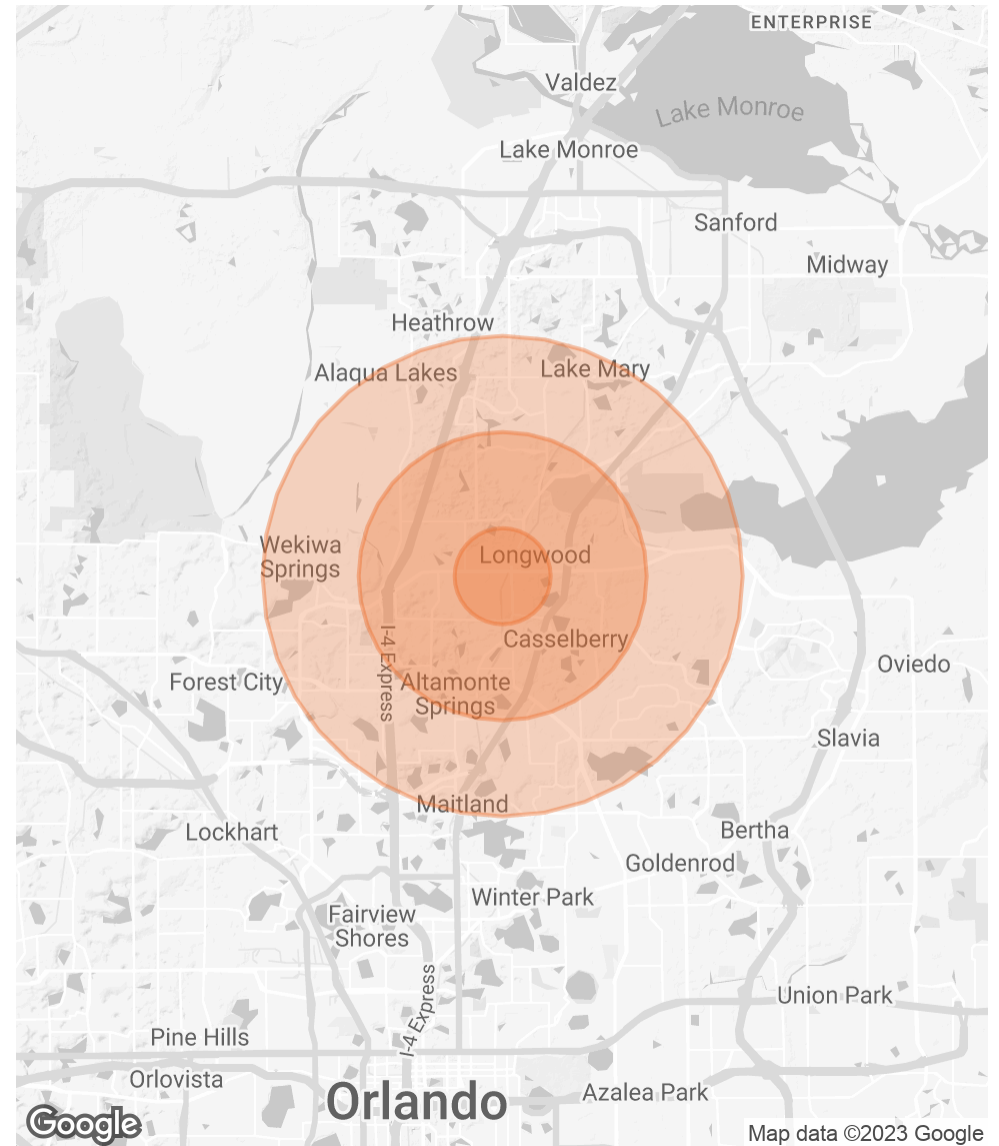 ENTERPRISE
Valdez
Lake Monroe
Lake Monroe
Sanford
Midway
Heathrow
Alaqua Lakes
Lake Mary
Wekiwa
Springs
Longwood
Casselberry
I-4 Express
Altamonte
Springs
Forest City
Oviedo
Slavia
Maitland
Lockhart
Bertha
Goldenrod
Winter Park
Fairview
Shores
I-4 Express
Union Park
Pine Hills
Orlovista
Azalea Park
Orlando
Google
Map data ©2023 Google